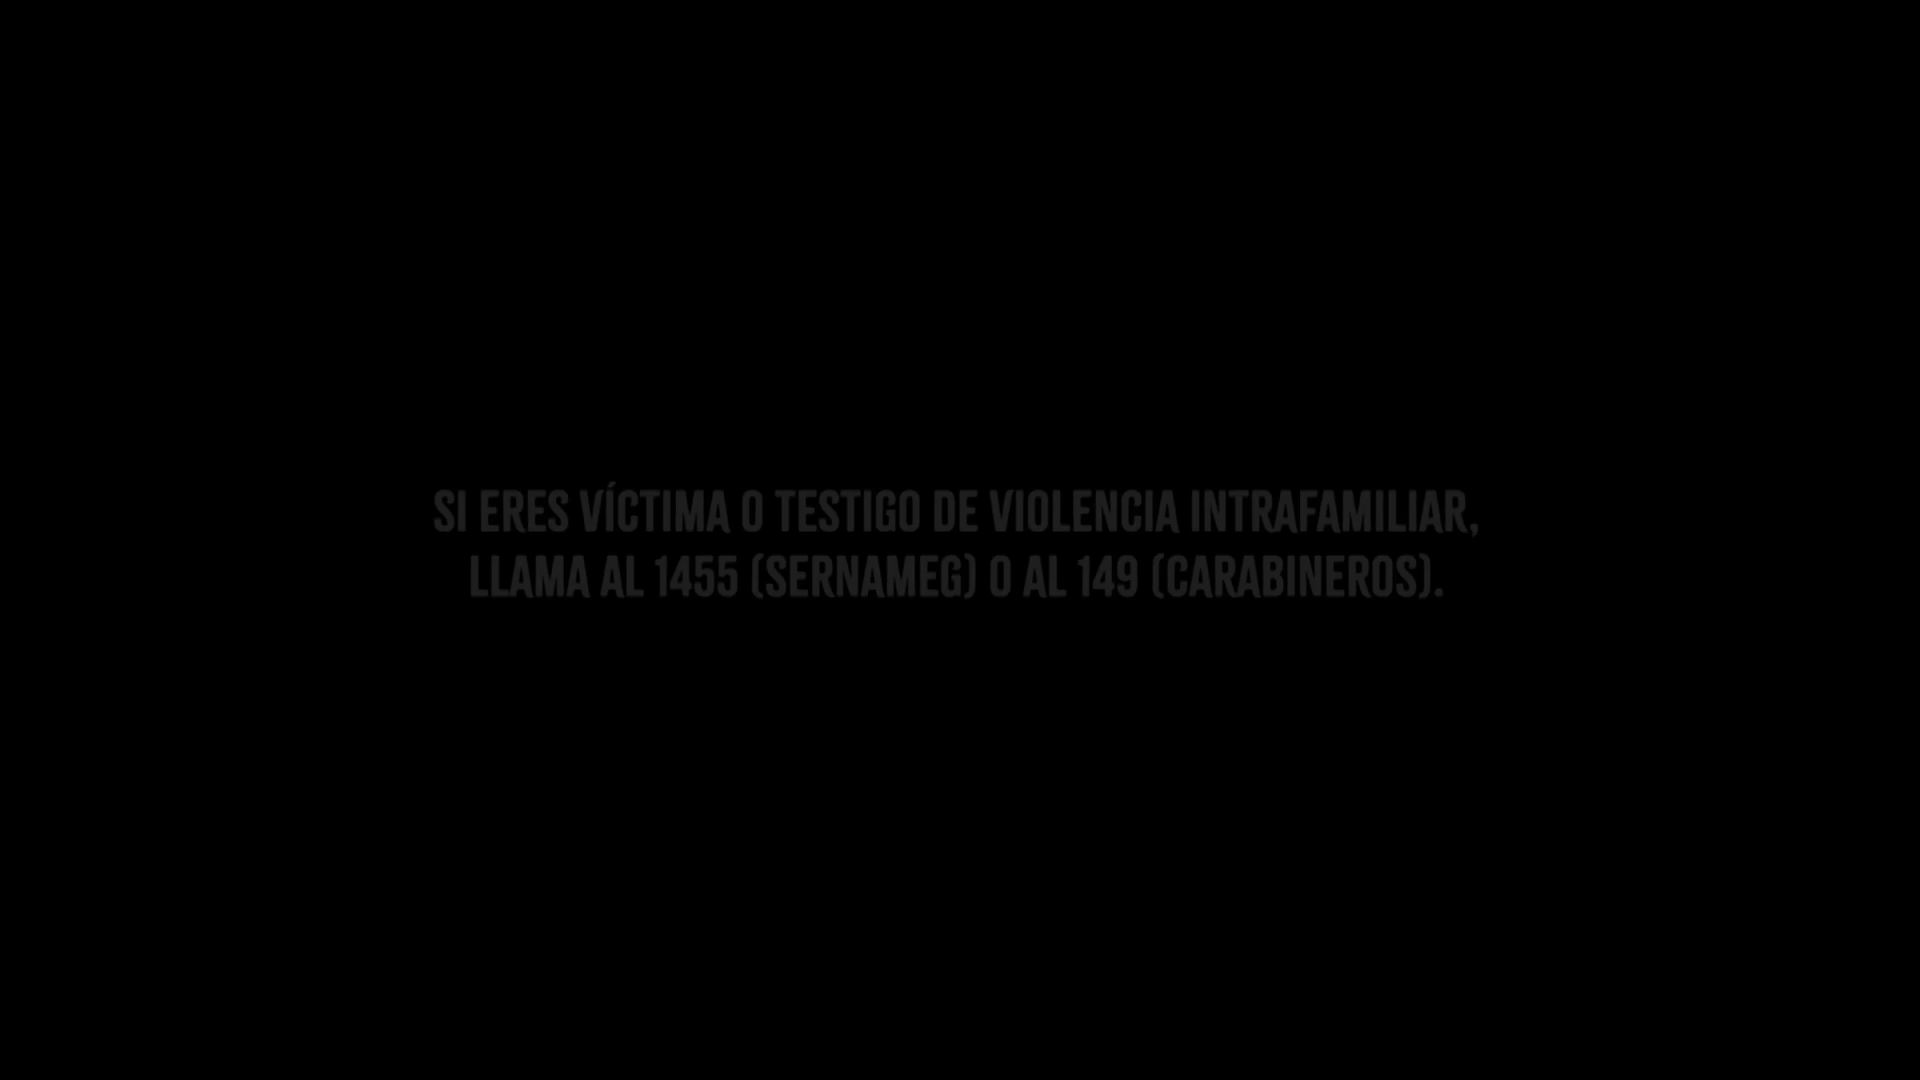 SI ERES VÍCTIMA O TESTIGO DE VIOLENCIA INTRAFAMILIAR,
LLAMA AL 1455 (SERNAMEG) O AL 149 (CARABINEROS).